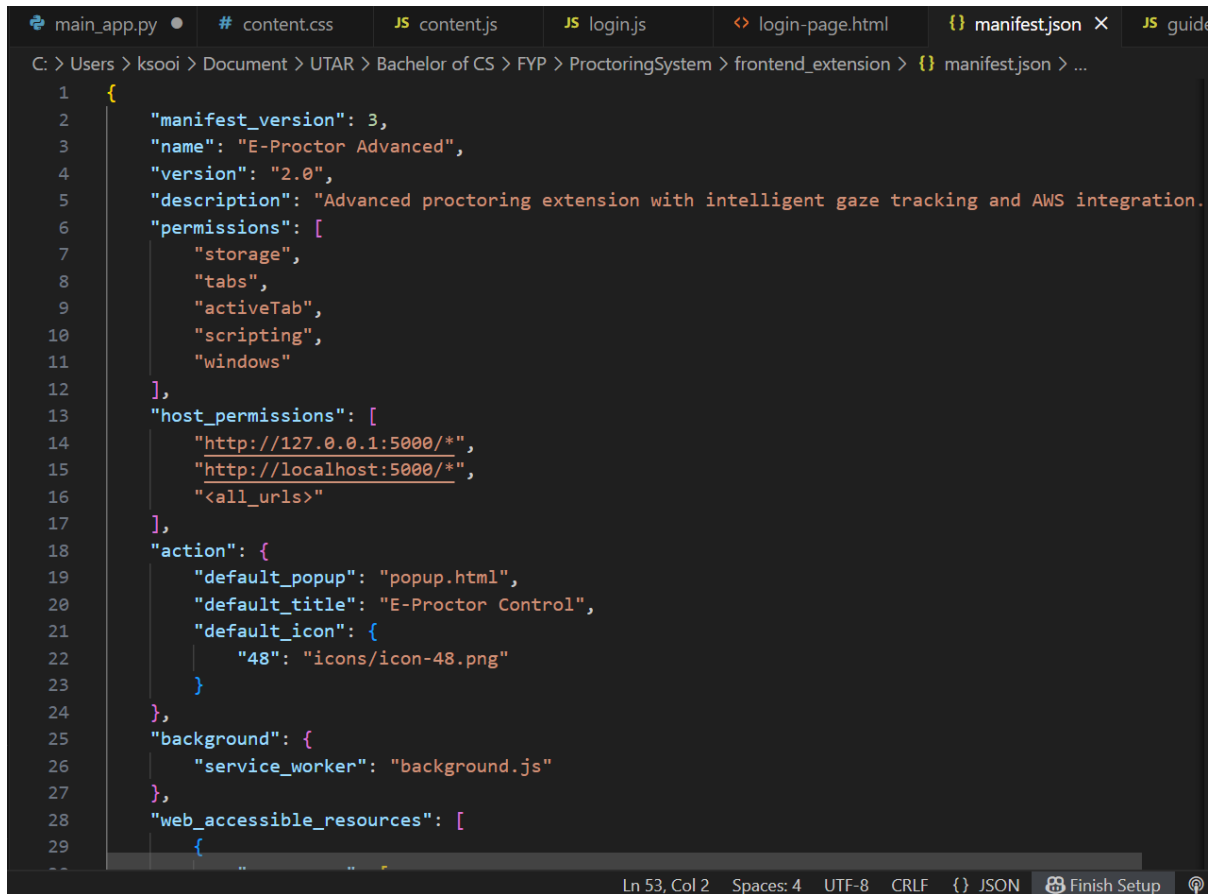 main_app.py ● # content.css JS content.js JS login.js <> login-page.html {} manifest.json × JS guide
C: > Users > ksooi > Document > UTAR > Bachelor of CS > FYP > ProctoringSystem > frontend_extension > {} manifest.json > ...
1 {
2 "manifest_version": 3,
3 "name": "E-Proctor Advanced",
4 "version": "2.0",
5 "description": "Advanced proctoring extension with intelligent gaze tracking and AWS integration.
6 "permissions": [
7 "storage",
8 "tabs",
9 "activeTab",
10 "scripting",
11 "windows"
12 ],
13 "host_permissions": [
14 "http://127.0.0.1:5000/*",
15 "http://localhost:5000/*",
16 "<all_urls>"
17 ],
18 "action": {
19 "default_popup": "popup.html",
20 "default_title": "E-Proctor Control",
21 "default_icon": {
22 "48": "icons/icon-48.png"
23 }
24 },
25 "background": {
26 "service_worker": "background.js"
27 },
28 "web_accessible_resources": [
29 {
Ln 53, Col 2 Spaces: 4 UTF-8 CRLF {} JSON Finish Setup